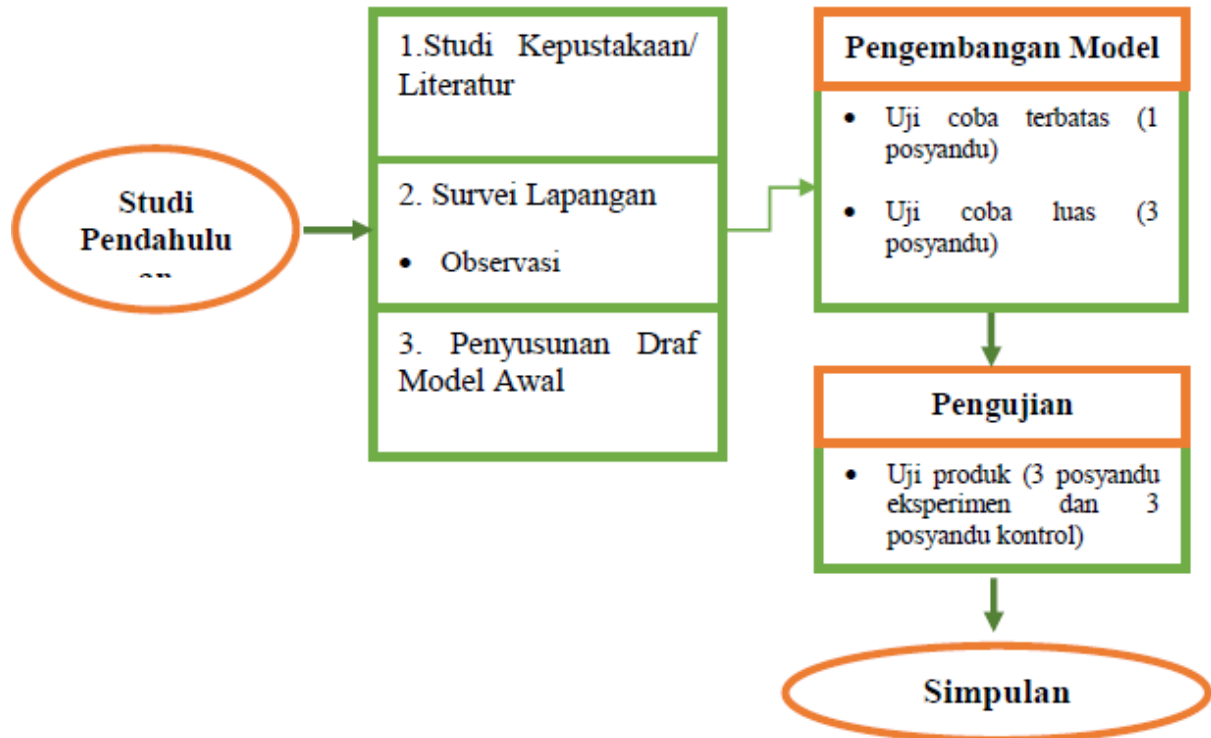 Studi
Pendahulu
1.Studi Kepustakaan/
Literatur
2. Survei Lapangan
• Observasi
3. Penyusunan Draf
Model Awal
Pengembangan Model
• Uji coba terbatas (1
posyandu)
• Uji coba luas (3
posyandu)
Pengujian
• Uji produk (3 posyandu
eksperimen dan 3
posyandu kontrol)
Simpulan